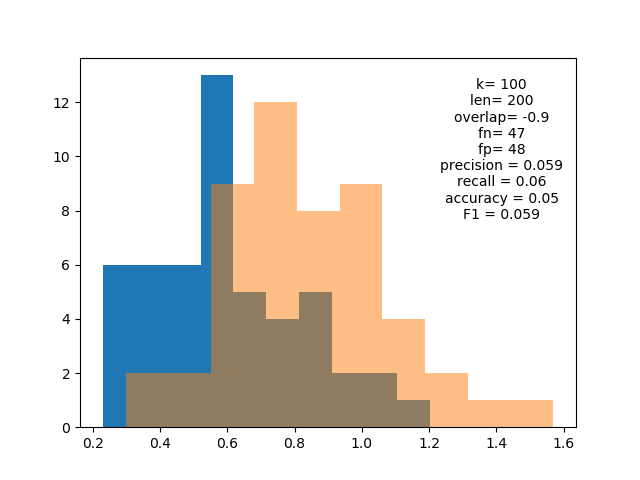 k= 100
len= 200
overlap= -0.9
fn= 47
fp= 48
precision = 0.059
recall = 0.06
accuracy = 0.05
F1 = 0.059
12
10
8
6
4
2
0
0.2 0.4 0.6 0.8 1.0 1.2 1.4 1.6